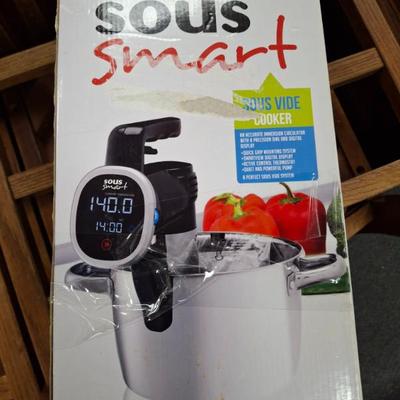 sous
smart
SOUS VIDE
COOKER
AN ACCURATE IMMERSION CIRCULATOR
WITH A PRECISION DIAL AND DIGITAL
DISPLAY
•QUICK GRIP MOUNTING SYSTEM
•SMARTVIEW DIGITAL DISPLAY
•ACTIVE CONTROL THERMOSTAT
•QUIET AND POWERFUL PUMP
A PERFECT SOUS VIDE SYSTEM
sous
smart
140.0
14:00